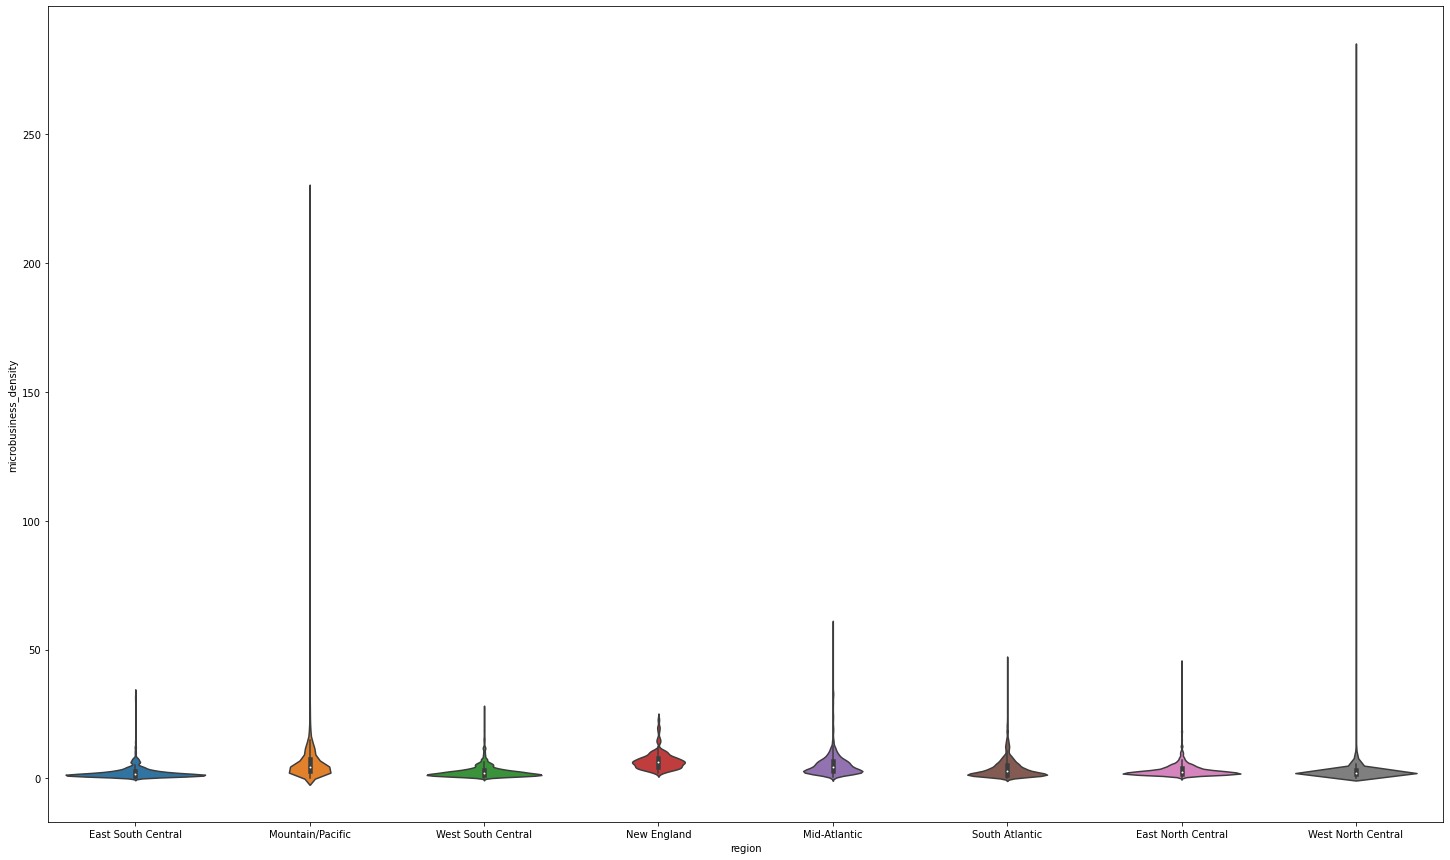 250
200
150
100
50
0
microbusiness_density
East South Central
Mountain/Pacific
West South Central
New England
Mid-Atlantic
South Atlantic
East North Central
West North Central
region